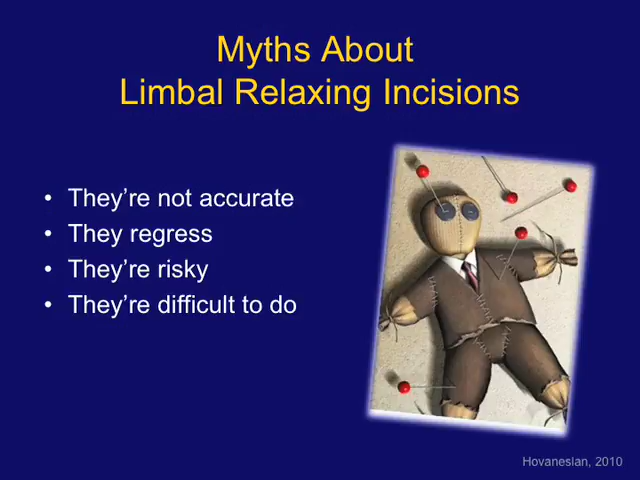 Myths About
Limbal Relaxing Incisions
• They're not accurate
• They regress
• They're risky
• They're difficult to do
Hovanesian, 2010